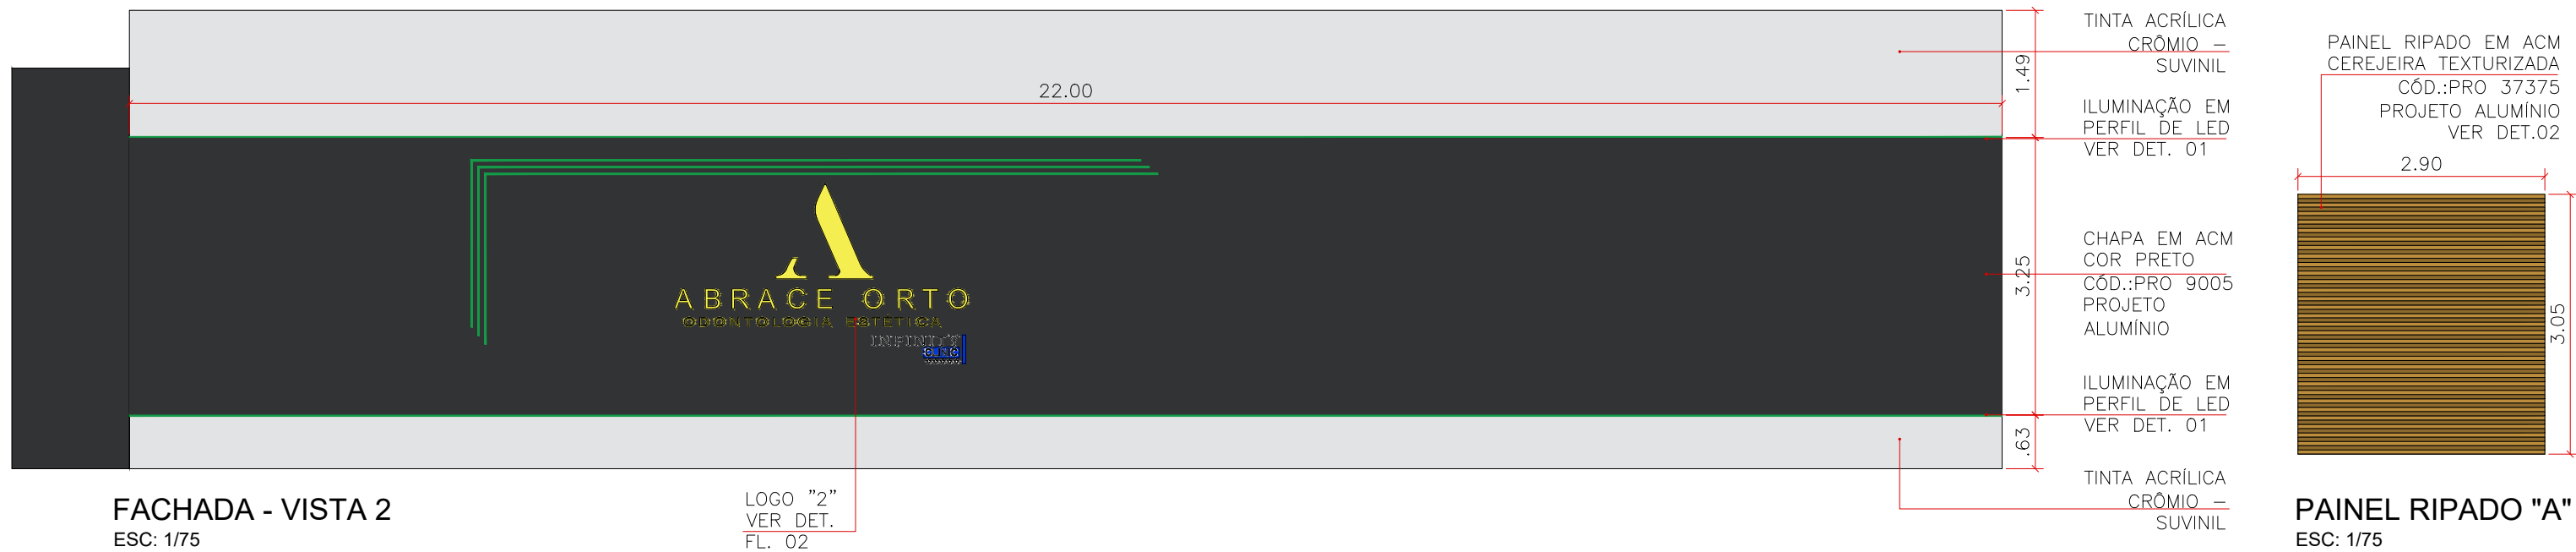 TINTA ACRÍLICA
CRÔMIO –
SUVINIL
1.49
22.00
ILUMINAÇÃO EM
PERFIL DE LED
VER DET. 01
ABRACE ORTO
ODONTOLOGIA ESTÉTICA
INFINITY
CHAPA EM ACM
COR PRETO
CÓD.:PRO 9005
PROJETO
ALUMÍNIO
3.25
ILUMINAÇÃO EM
PERFIL DE LED
VER DET. 01
.63
TINTA ACRÍLICA
CRÔMIO –
SUVINIL
LOGO "2"
VER DET.
FL. 02
FACHADA - VISTA 2
ESC: 1/75
PAINEL RIPADO EM ACM
CEREJEIRA TEXTURIZADA
CÓD.:PRO 37375
PROJETO ALUMÍNIO
VER DET.02
2.90
3.05
PAINEL RIPADO "A"
ESC: 1/75